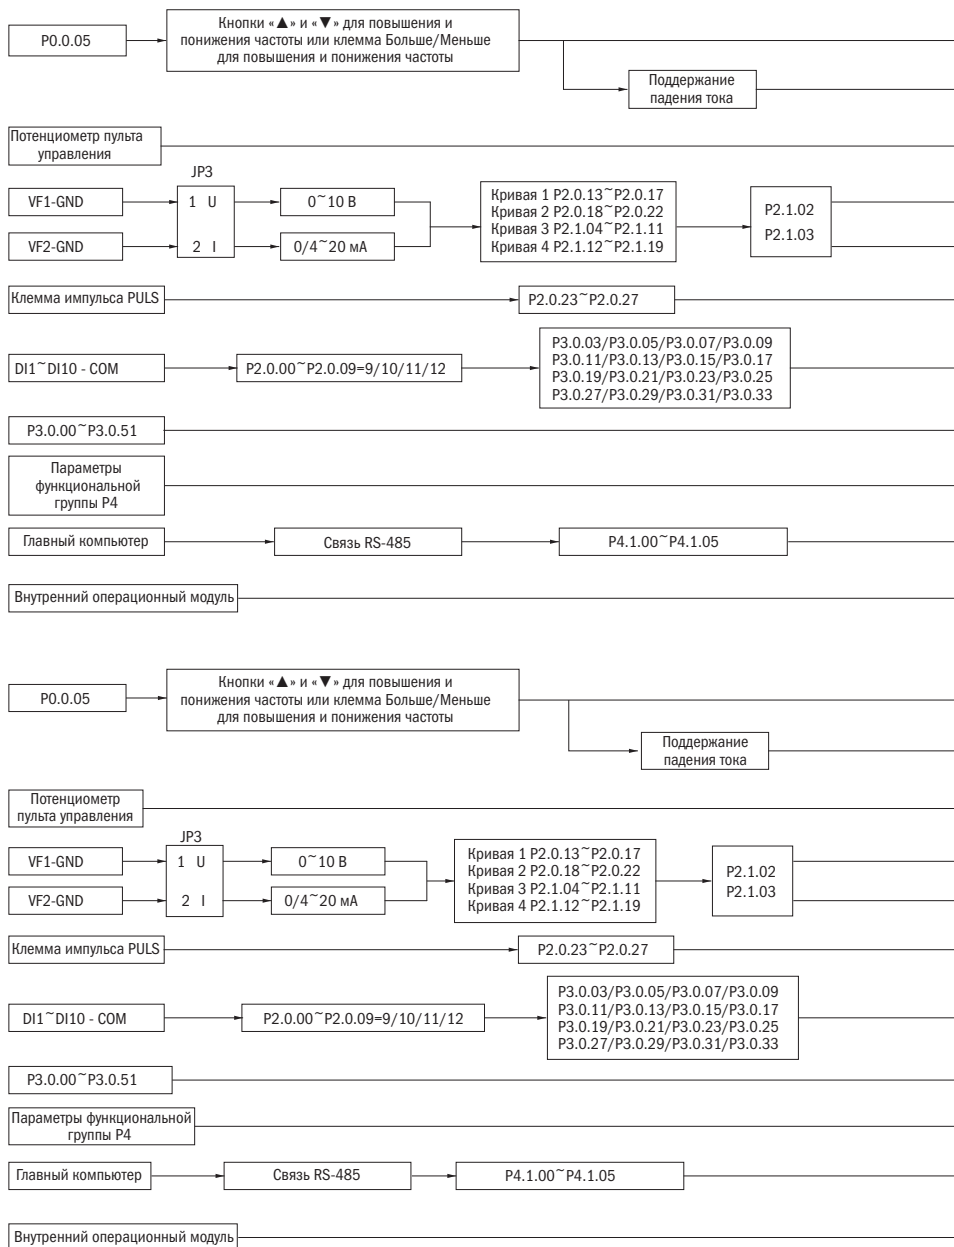 P0.0.05
Кнопки «▲» и «▼» для повышения и
понижения частоты или клемма Больше/Меньше
для повышения и понижения частоты
Поддержание
падения тока
Потенциометр пульта
управления
JP3
VF1-GND
1 U
0~10 В
VF2-GND
2 I
0/4~20 мА
Кривая 1 P2.0.13~P2.0.17
Кривая 2 P2.0.18~P2.0.22
Кривая 3 P2.1.04~P2.1.11
Кривая 4 P2.1.12~P2.1.19
P2.1.02
P2.1.03
Клемма импульса PULS
P2.0.23~P2.0.27
DI1~DI10 - COM
P2.0.00~P2.0.09=9/10/11/12
P3.0.03/P3.0.05/P3.0.07/P3.0.09
P3.0.11/P3.0.13/P3.0.15/P3.0.17
P3.0.19/P3.0.21/P3.0.23/P3.0.25
P3.0.27/P3.0.29/P3.0.31/P3.0.33
P3.0.00~P3.0.51
Параметры
функциональной
группы P4
Главный компьютер
Связь RS-485
P4.1.00~P4.1.05
Внутренний операционный модуль
P0.0.05
Кнопки «▲» и «▼» для повышения и
понижения частоты или клемма Больше/Меньше
для повышения и понижения частоты
Поддержание
падения тока
Потенциометр
пульта управления
JP3
VF1-GND
1 U
0~10 В
VF2-GND
2 I
0/4~20 мА
Кривая 1 P2.0.13~P2.0.17
Кривая 2 P2.0.18~P2.0.22
Кривая 3 P2.1.04~P2.1.11
Кривая 4 P2.1.12~P2.1.19
P2.1.02
P2.1.03
Клемма импульса PULS
P2.0.23~P2.0.27
DI1~DI10 - COM
P2.0.00~P2.0.09=9/10/11/12
P3.0.03/P3.0.05/P3.0.07/P3.0.09
P3.0.11/P3.0.13/P3.0.15/P3.0.17
P3.0.19/P3.0.21/P3.0.23/P3.0.25
P3.0.27/P3.0.29/P3.0.31/P3.0.33
P3.0.00~P3.0.51
Параметры функциональной
группы P4
Главный компьютер
Связь RS-485
P4.1.00~P4.1.05
Внутренний операционный модуль